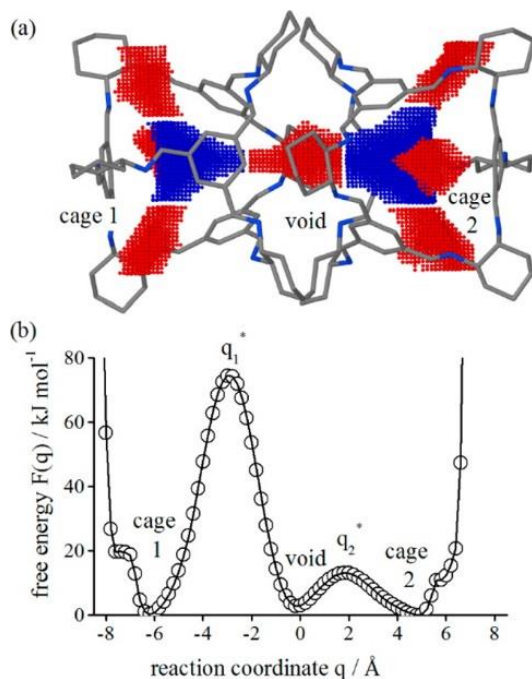 (a)
cage 1
void
cage
2
(b)
q₁*
80
60
40
20
0
free energy F(q) / kJ mol⁻¹
cage
1
void
q₂*
cage
2
-8 -6 -4 -2 0 2 4 6 8
reaction coordinate q / Å